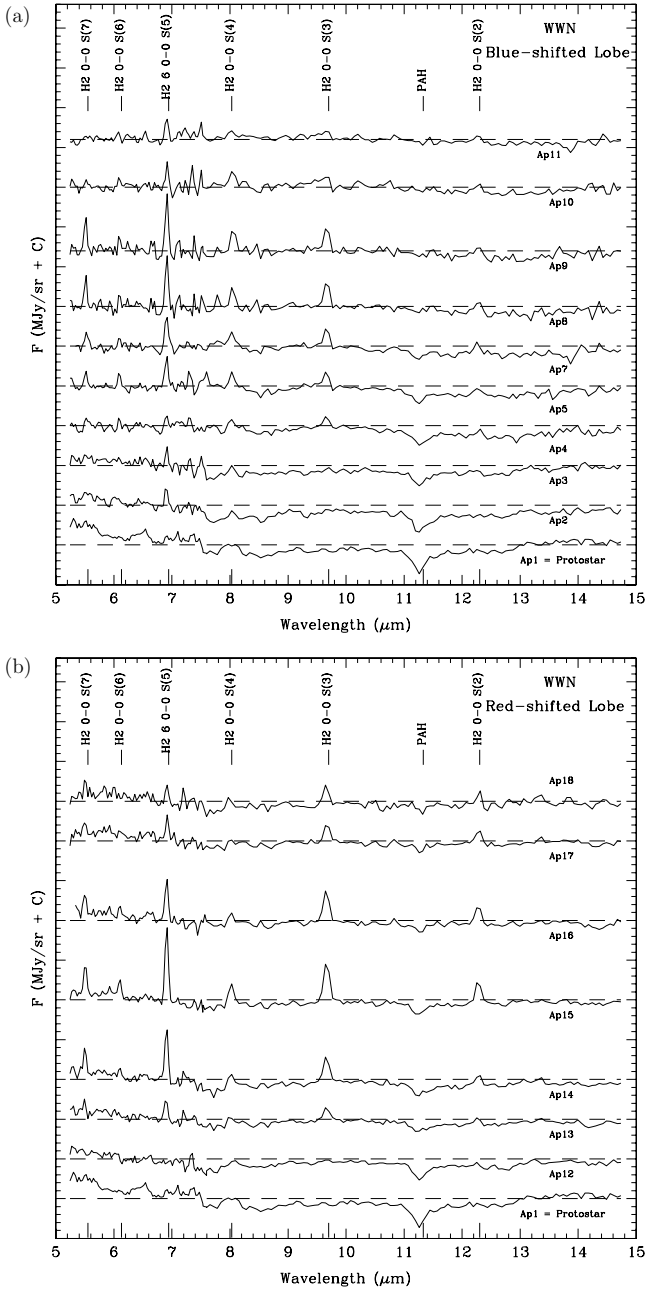 (a)
WWN
Blue-shifted Lobe
H2 0-0 S(7)
H2 0-0 S(6)
H2 6 0-0 S(5)
H2 0-0 S(4)
H2 0-0 S(3)
PAH
H2 0-0 S(2)
Ap11
Ap10
Ap9
Ap8
Ap7
Ap5
Ap4
Ap3
Ap2
Ap1 = Protostar
F (MJy/sr + C)
5 6 7 8 9 10 11 12 13 14 15
Wavelength (μm)
(b)
WWN
Red-shifted Lobe
H2 0-0 S(7)
H2 0-0 S(6)
H2 6 0-0 S(5)
H2 0-0 S(4)
H2 0-0 S(3)
PAH
H2 0-0 S(2)
Ap18
Ap17
Ap16
Ap15
Ap14
Ap13
Ap12
Ap1 = Protostar
F (MJy/sr + C)
5 6 7 8 9 10 11 12 13 14 15
Wavelength (μm)